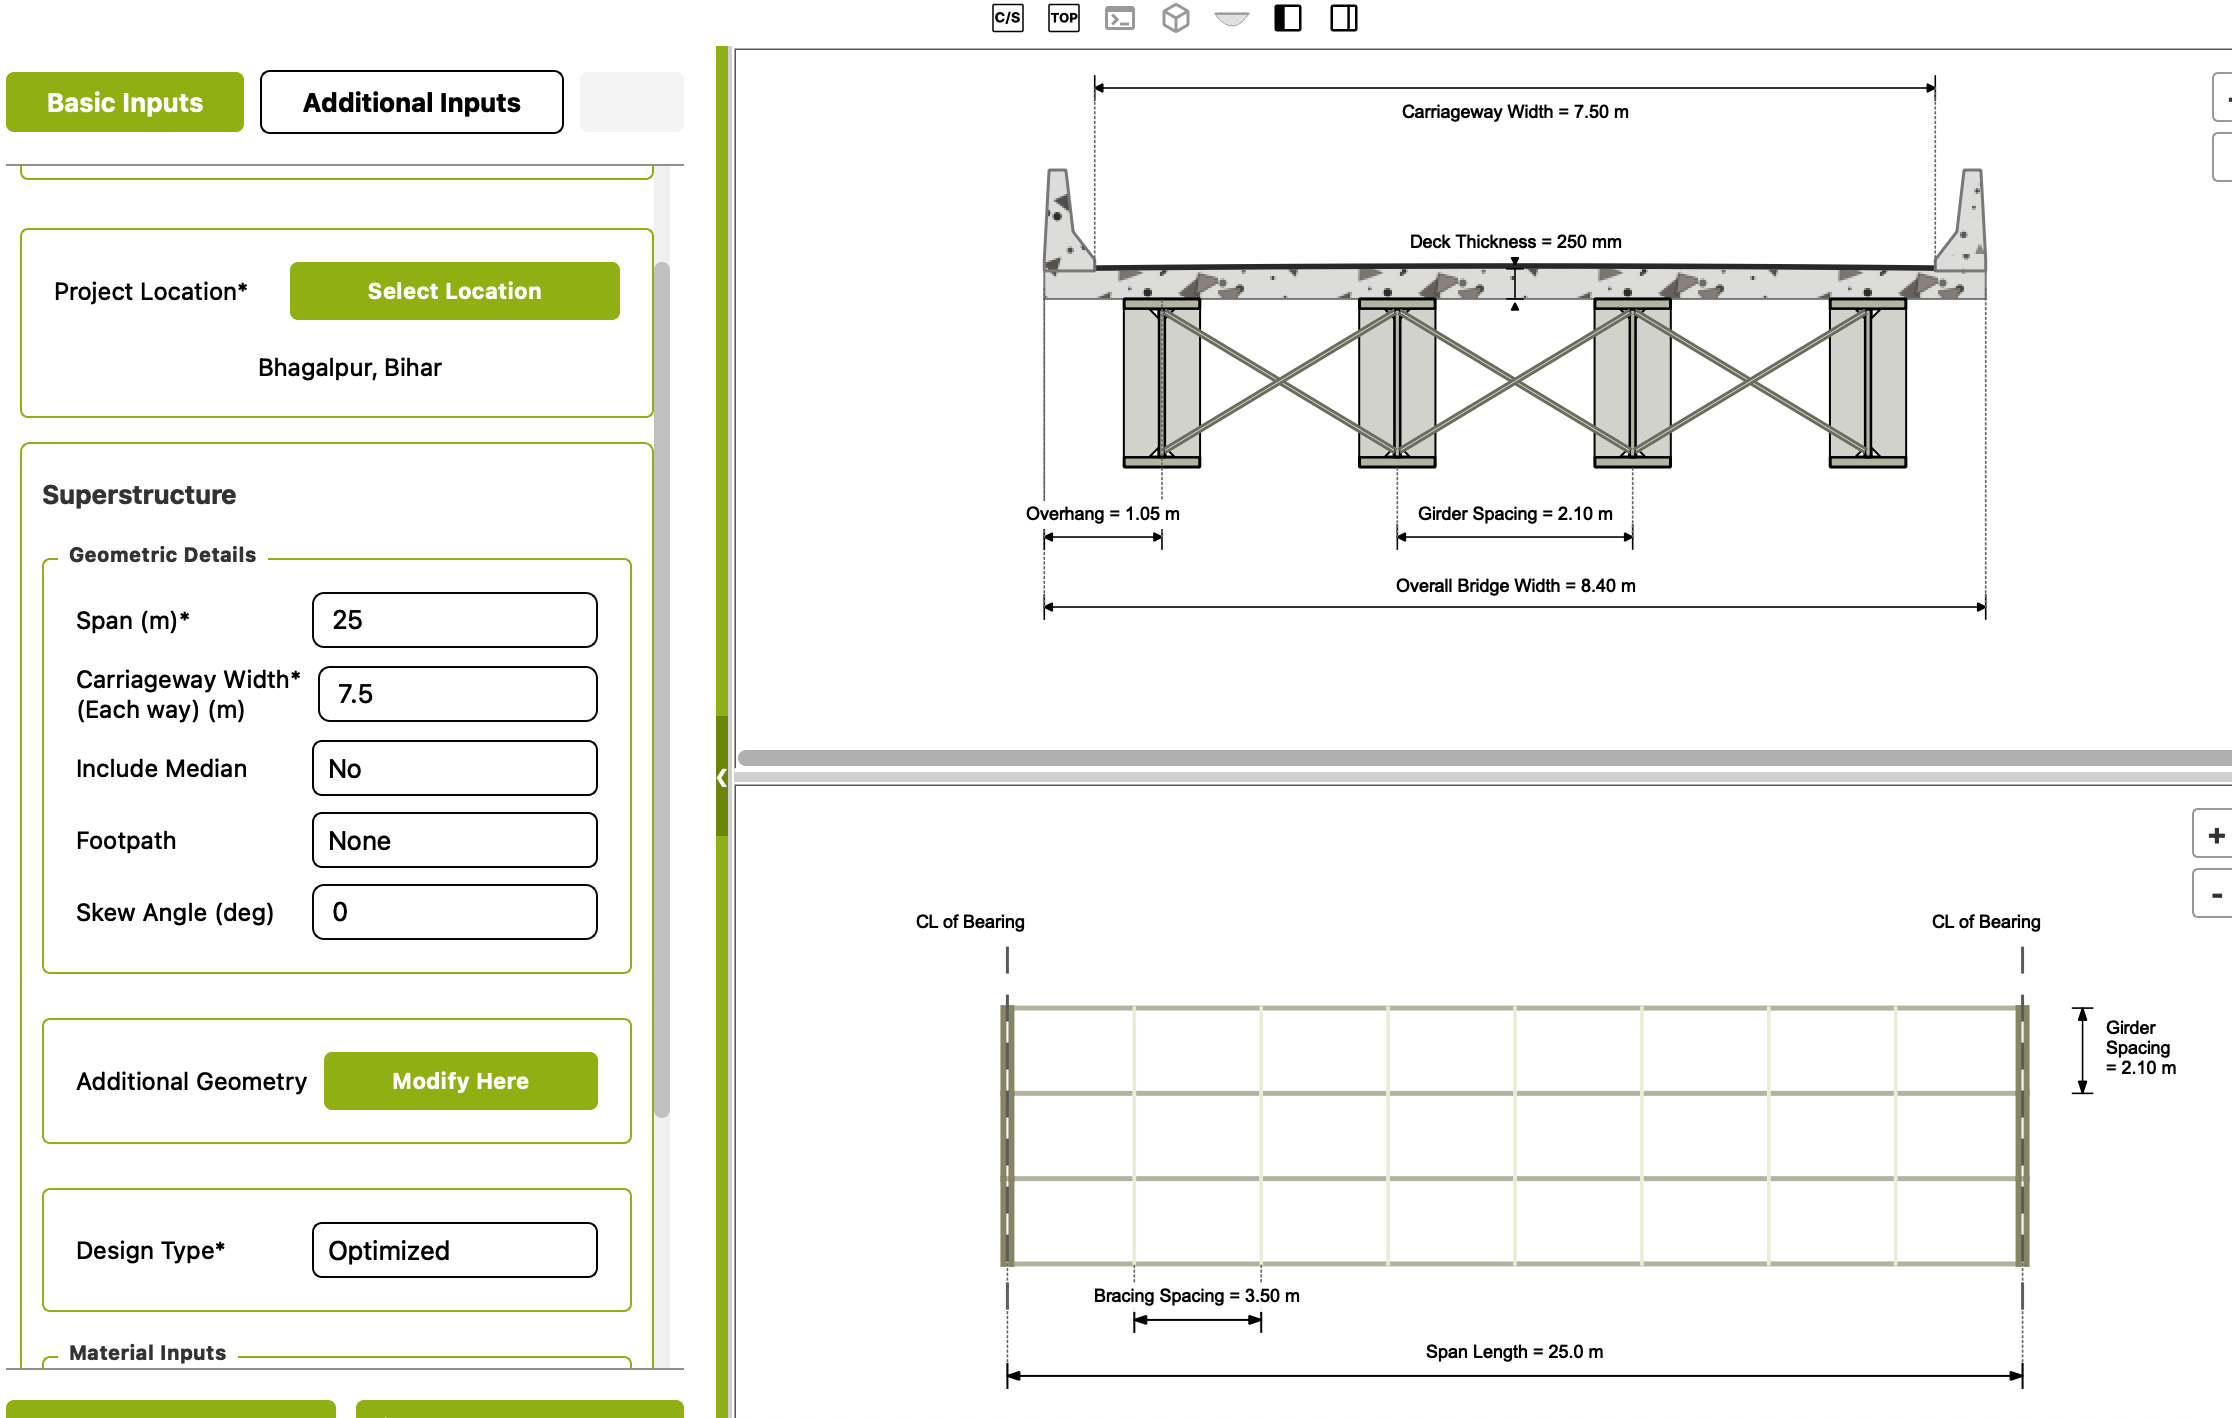 C/S
TOP
Basic Inputs
Additional Inputs
Project Location*
Select Location
Bhagalpur, Bihar
Superstructure
Geometric Details
Span (m)*
25
Carriageway Width*
(Each way) (m)
7.5
Include Median
No
Footpath
None
Skew Angle (deg)
0
Additional Geometry
Modify Here
Design Type*
Optimized
Material Inputs
Carriageway Width = 7.50 m
Deck Thickness = 250 mm
Overhang = 1.05 m
Girder Spacing = 2.10 m
Overall Bridge Width = 8.40 m
+
-
CL of Bearing
CL of Bearing
Girder
Spacing
= 2.10 m
Bracing Spacing = 3.50 m
Span Length = 25.0 m